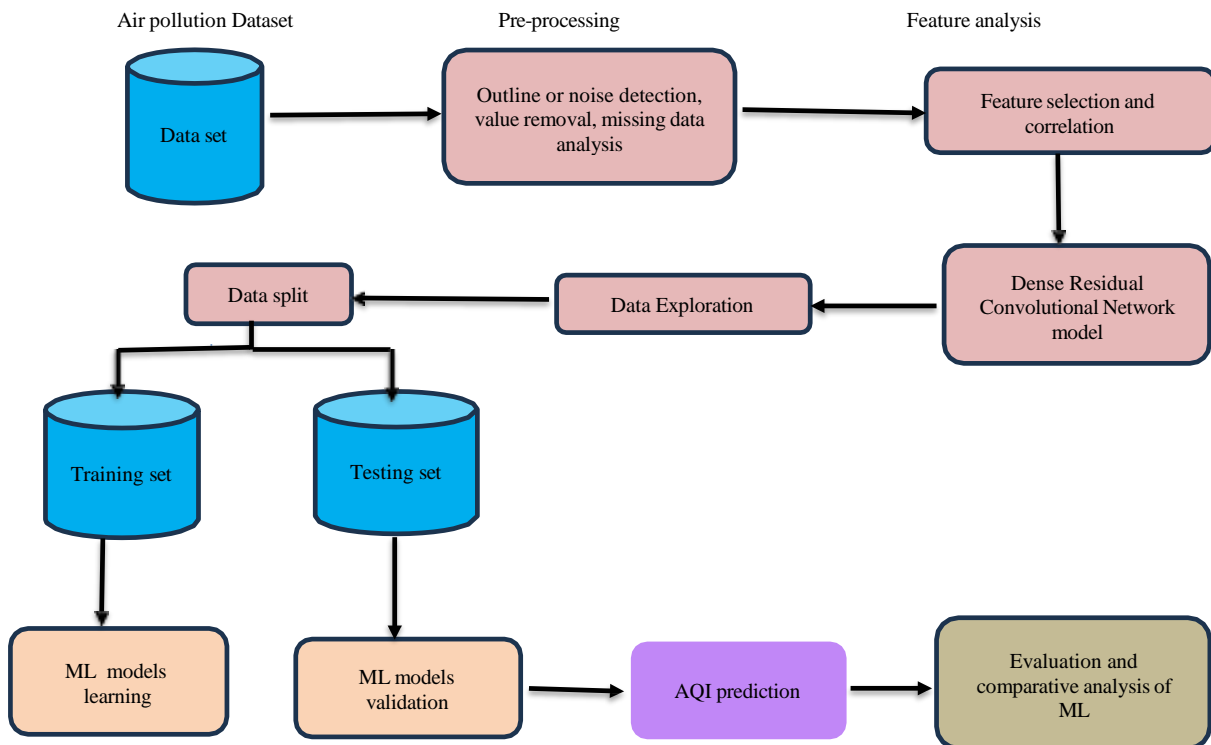 Air pollution Dataset
Pre-processing
Feature analysis
Data set
Outline or noise detection,
value removal, missing data
analysis
Feature selection and
correlation
Dense Residual
Convolutional Network
model
Data Exploration
Data split
Training set
Testing set
ML models
learning
ML models
validation
AQI prediction
Evaluation and
comparative analysis of
ML